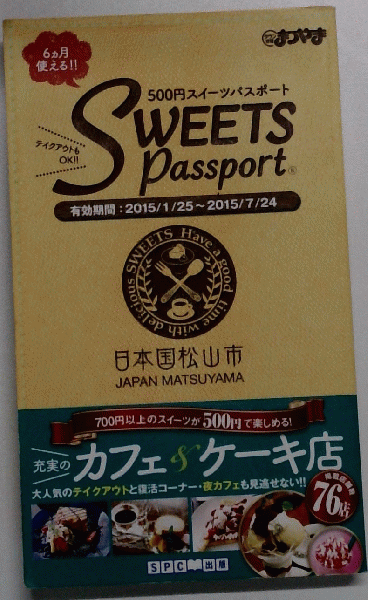 6ヵ月
使える!!
まつやま
500円スイーツパスポート
SWEETS
Passport
テイクアウトも
OK!!
有効期間：2015/1/25～2015/7/24
SWEETS Have a good time with delicious
日本国松山市
JAPAN MATSUYAMA
700円以上のスイーツが500円で楽しめる!
充実のカフェ&ケーキ店
大人気のテイクアウトと復活コーナー・夜カフェも見逃せない!!
76店
SPC出版